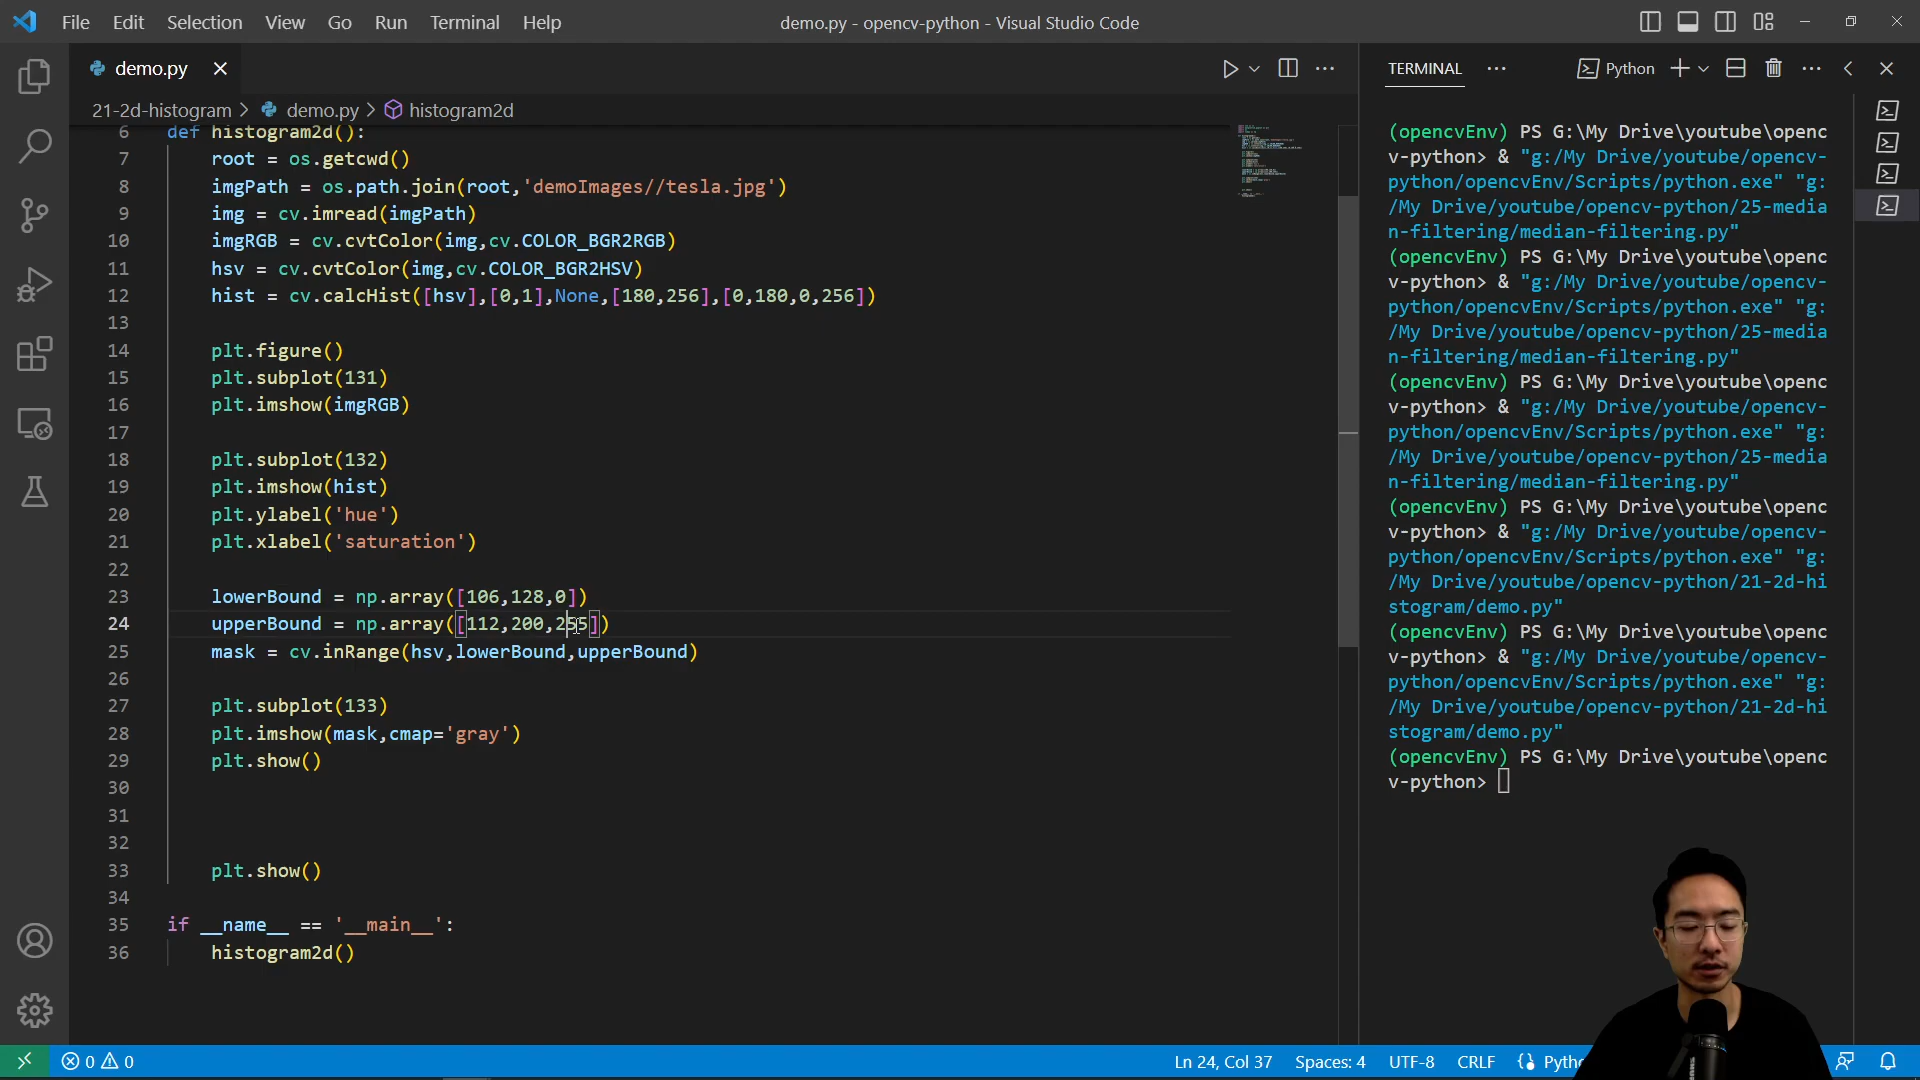 File Edit Selection View Go Run Terminal Help
demo.py - opencv-python - Visual Studio Code
demo.py
21-2d-histogram > demo.py > histogram2d
6 def histogram2d():
7 root = os.getcwd()
8 imgPath = os.path.join(root,'demoImages//tesla.jpg')
9 img = cv.imread(imgPath)
10 imgRGB = cv.cvtColor(img,cv.COLOR_BGR2RGB)
11 hsv = cv.cvtColor(img,cv.COLOR_BGR2HSV)
12 hist = cv.calcHist([hsv],[0,1],None,[180,256],[0,180,0,256])
13
14 plt.figure()
15 plt.subplot(131)
16 plt.imshow(imgRGB)
17
18 plt.subplot(132)
19 plt.imshow(hist)
20 plt.ylabel('hue')
21 plt.xlabel('saturation')
22
23 lowerBound = np.array([106,128,0])
24 upperBound = np.array([112,200,255])
25 mask = cv.inRange(hsv,lowerBound,upperBound)
26
27 plt.subplot(133)
28 plt.imshow(mask,cmap='gray')
29 plt.show()
30
31
32
33 plt.show()
34
35 if __name__ == '__main__':
36 histogram2d()
TERMINAL
Python
(opencvEnv) PS G:\My Drive\youtube\openc
v-python> & "g:/My Drive/youtube/opencv-
python/opencvEnv/Scripts/python.exe" "g:
/My Drive/youtube/opencv-python/25-media
n-filtering/median-filtering.py"
(opencvEnv) PS G:\My Drive\youtube\openc
v-python> & "g:/My Drive/youtube/opencv-
python/opencvEnv/Scripts/python.exe" "g:
/My Drive/youtube/opencv-python/25-media
n-filtering/median-filtering.py"
(opencvEnv) PS G:\My Drive\youtube\openc
v-python> & "g:/My Drive/youtube/opencv-
python/opencvEnv/Scripts/python.exe" "g:
/My Drive/youtube/opencv-python/25-media
n-filtering/median-filtering.py"
(opencvEnv) PS G:\My Drive\youtube\openc
v-python> & "g:/My Drive/youtube/opencv-
python/opencvEnv/Scripts/python.exe" "g:
/My Drive/youtube/opencv-python/21-2d-hi
stogram/demo.py"
(opencvEnv) PS G:\My Drive\youtube\openc
v-python> & "g:/My Drive/youtube/opencv-
python/opencvEnv/Scripts/python.exe" "g:
/My Drive/youtube/opencv-python/21-2d-hi
stogram/demo.py"
(opencvEnv) PS G:\My Drive\youtube\openc
v-python>
0 0
Ln 24, Col 37 Spaces: 4 UTF-8 CRLF